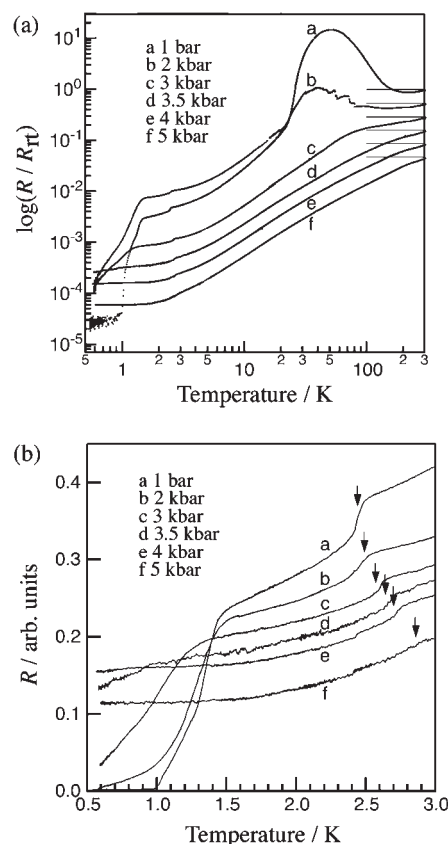 (a)
10¹
10⁰
10⁻¹
10⁻²
10⁻³
10⁻⁴
10⁻⁵
log(R / Rrt)
a 1 bar
b 2 kbar
c 3 kbar
d 3.5 kbar
e 4 kbar
f 5 kbar
a
b
c
d
e
f
5 1 2 3 5 10 2 3 5 100 2 3
Temperature / K
(b)
0.4
0.3
0.2
0.1
0.0
R / arb. units
a 1 bar
b 2 kbar
c 3 kbar
d 3.5 kbar
e 4 kbar
f 5 kbar
a
b
c
d
e
f
0.5 1.0 1.5 2.0 2.5 3.0
Temperature / K